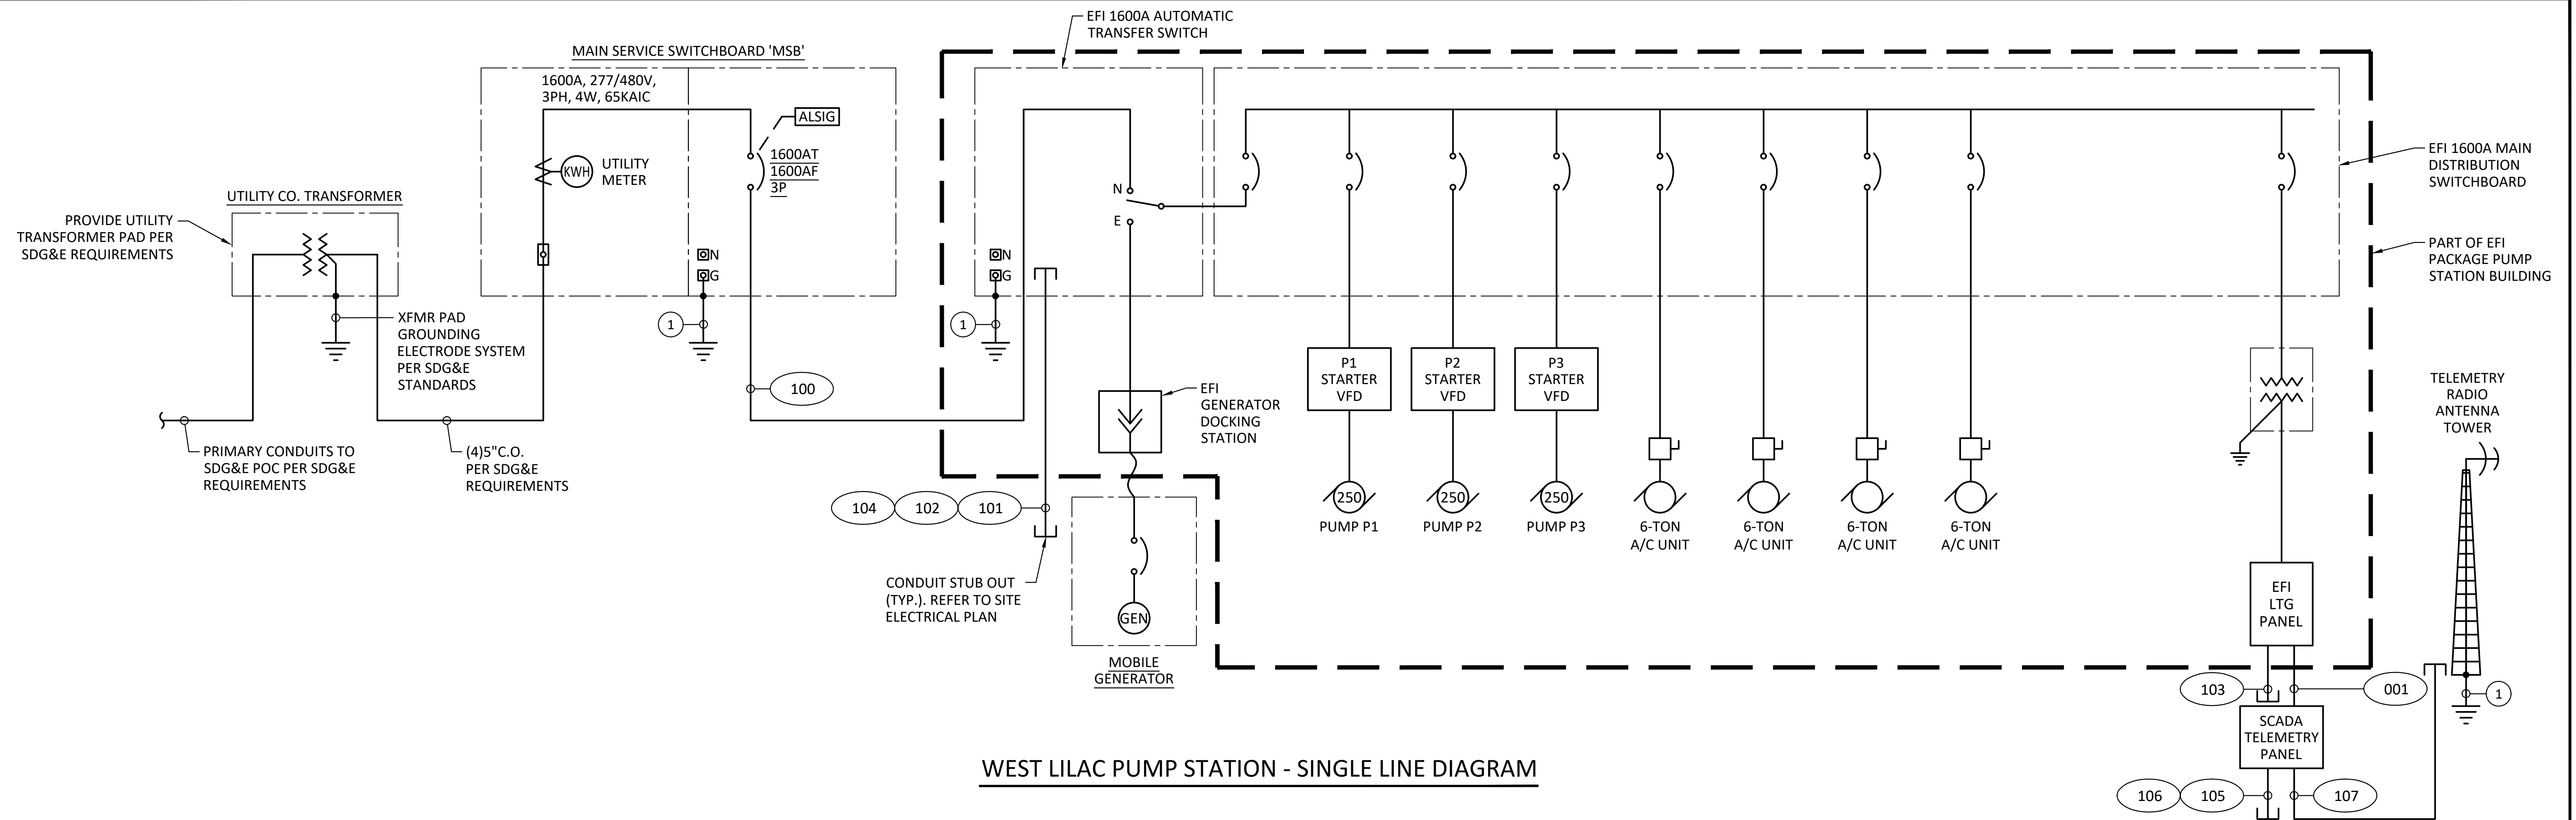 EFI 1600A AUTOMATIC
TRANSFER SWITCH
MAIN SERVICE SWITCHBOARD 'MSB'
1600A, 277/480V,
3PH, 4W, 65KAIC
ALSIG
1600AT
1600AF
3P
KWH
UTILITY
METER
UTILITY CO. TRANSFORMER
PROVIDE UTILITY
TRANSFORMER PAD PER
SDG&E REQUIREMENTS
N
G
1
XFMR PAD
GROUNDING
ELECTRODE SYSTEM
PER SDG&E
STANDARDS
100
PRIMARY CONDUITS TO
SDG&E POC PER SDG&E
REQUIREMENTS
(4)5"C.O.
PER SDG&E
REQUIREMENTS
N
E
N
G
1
EFI
GENERATOR
DOCKING
STATION
104
102
101
CONDUIT STUB OUT
(TYP.). REFER TO SITE
ELECTRICAL PLAN
GEN
MOBILE
GENERATOR
P1
STARTER
VFD
P2
STARTER
VFD
P3
STARTER
VFD
250
PUMP P1
250
PUMP P2
250
PUMP P3
6-TON
A/C UNIT
6-TON
A/C UNIT
6-TON
A/C UNIT
6-TON
A/C UNIT
EFI 1600A MAIN
DISTRIBUTION
SWITCHBOARD
PART OF EFI
PACKAGE PUMP
STATION BUILDING
TELEMETRY
RADIO
ANTENNA
TOWER
EFI
LTG
PANEL
103
001
1
SCADA
TELEMETRY
PANEL
106
105
107
WEST LILAC PUMP STATION - SINGLE LINE DIAGRAM